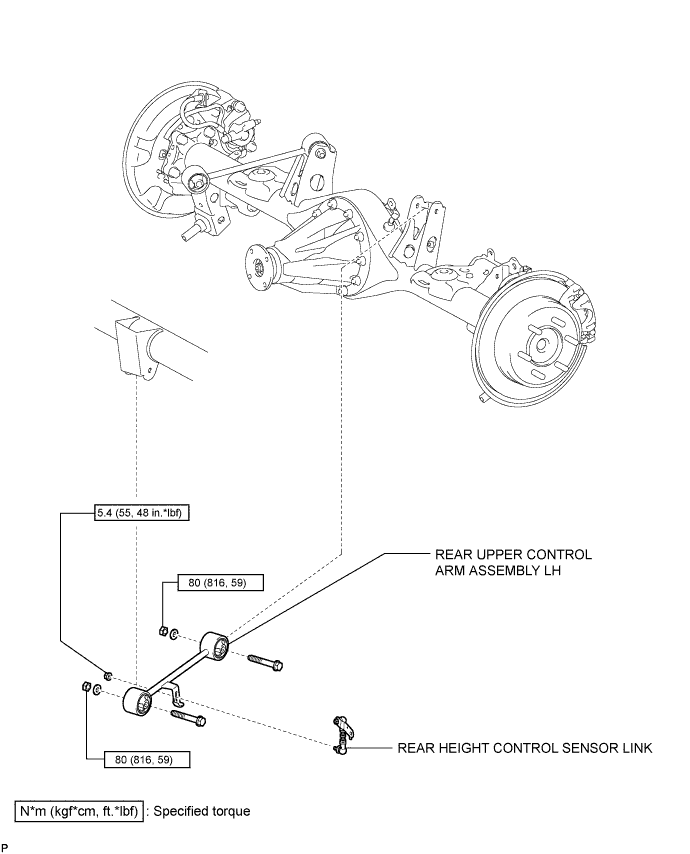 5.4 (55, 48 in.*lbf)
REAR UPPER CONTROL
ARM ASSEMBLY LH
80 (816, 59)
REAR HEIGHT CONTROL SENSOR LINK
80 (816, 59)
N*m (kgf*cm, ft.*lbf) : Specified torque
P